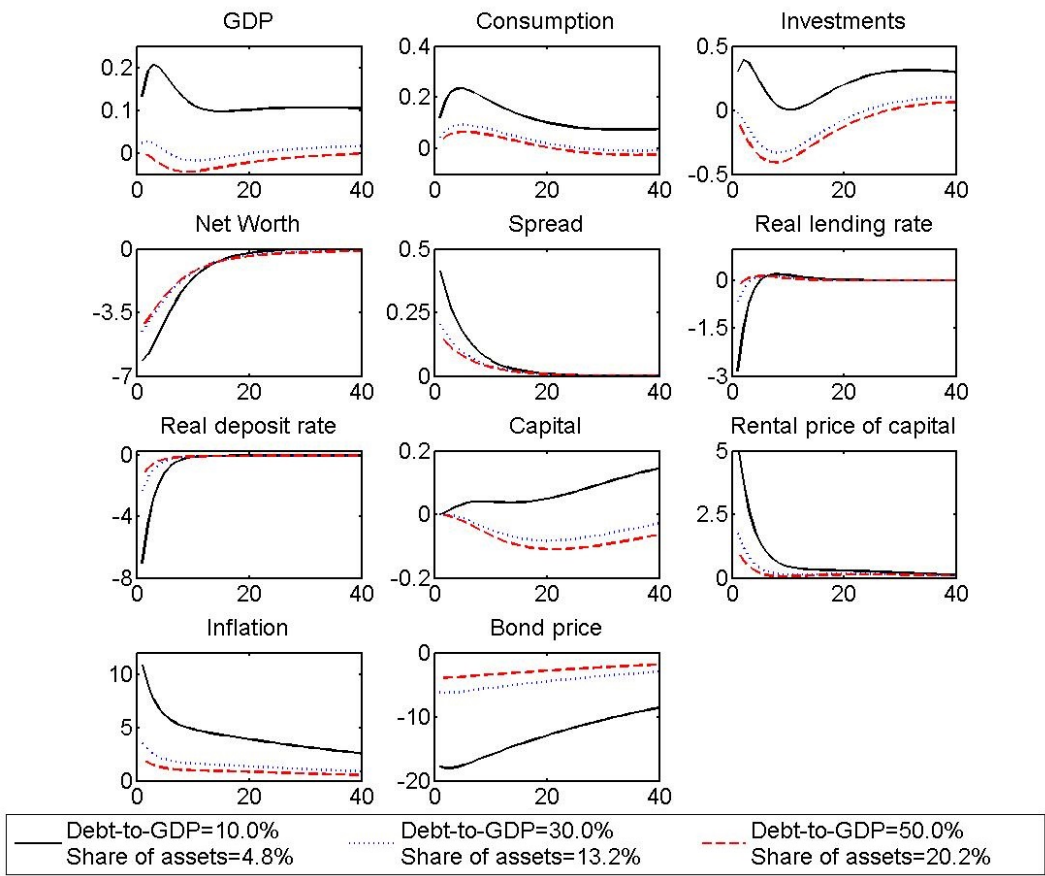 GDP
Consumption
Investments
0.2
0.1
0
0 20 40
0.4
0.2
0
0 20 40
0.5
0
-0.5
0 20 40
Net Worth
Spread
Real lending rate
0
-3.5
-7
0 20 40
0.5
0.25
0
0 20 40
0
-1.5
-3
0 20 40
Real deposit rate
Capital
Rental price of capital
0
-4
-8
0 20 40
0.2
0
-0.2
0 20 40
5
2.5
0
0 20 40
Inflation
Bond price
10
5
0
0 20 40
0
-10
-20
0 20 40
Debt-to-GDP=10.0%
Share of assets=4.8%
Debt-to-GDP=30.0%
Share of assets=13.2%
Debt-to-GDP=50.0%
Share of assets=20.2%